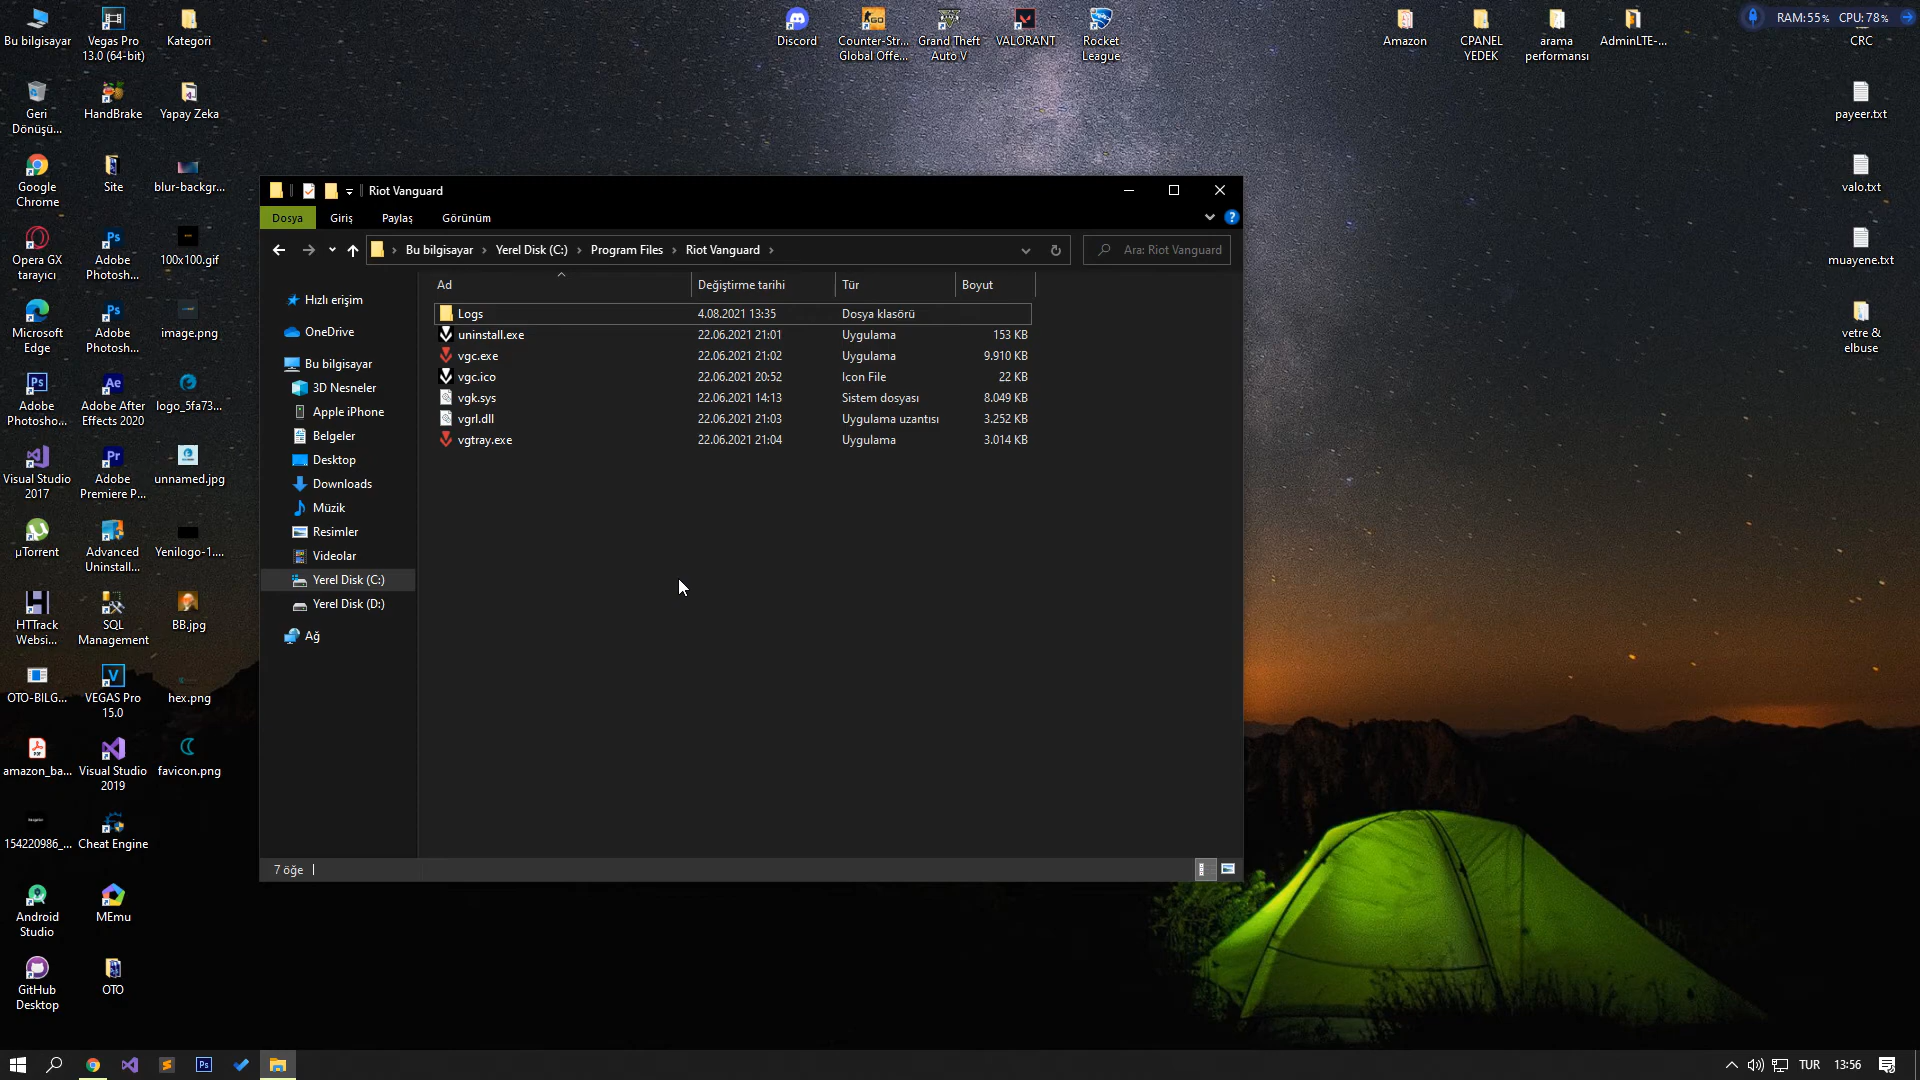 Bu bilgisayar
Vegas Pro
13.0 (64-bit)
Kategori
Discord
Counter-Str...
Global Offe...
Grand Theft
Auto V
VALORANT
Rocket
League
Amazon
CPANEL
YEDEK
arama
performansı
AdminLTE-...
RAM:55% CPU:78%
CRC
Geri
Dönüşü...
HandBrake
Yapay Zeka
payeer.txt
Google
Chrome
Site
blur-backgr...
valo.txt
Opera GX
tarayıcı
Adobe
Photosh...
100x100.gif
muayene.txt
Microsoft
Edge
Adobe
Photosh...
image.png
vetre &
elbuse
Adobe
Photosho...
Adobe After
Effects 2020
logo_5fa73...
Visual Studio
2017
Adobe
Premiere P...
unnamed.jpg
µTorrent
Advanced
Uninstall...
Yenilogo-1....
HTTrack
Websi...
SQL
Management
BB.jpg
OTO-BILG...
VEGAS Pro
15.0
hex.png
amazon_ba...
Visual Studio
2019
favicon.png
154220986_...
Cheat Engine
Android
Studio
MEmu
GitHub
Desktop
OTO
Riot Vanguard
Dosya Giriş Paylaş Görünüm
Bu bilgisayar Yerel Disk (C:) Program Files Riot Vanguard
Ara: Riot Vanguard
Ad Değiştirme tarihi Tür Boyut
Logs 4.08.2021 13:35 Dosya klasörü
uninstall.exe 22.06.2021 21:01 Uygulama 153 KB
vgc.exe 22.06.2021 21:02 Uygulama 9.910 KB
vgc.ico 22.06.2021 20:52 Icon File 22 KB
vgk.sys 22.06.2021 14:13 Sistem dosyası 8.049 KB
vgrl.dll 22.06.2021 21:03 Uygulama uzantısı 3.252 KB
vgtray.exe 22.06.2021 21:04 Uygulama 3.014 KB
Hızlı erişim
OneDrive
Bu bilgisayar
3D Nesneler
Apple iPhone
Belgeler
Desktop
Downloads
Müzik
Resimler
Videolar
Yerel Disk (C:)
Yerel Disk (D:)
Ağ
7 öğe
TUR 13:56